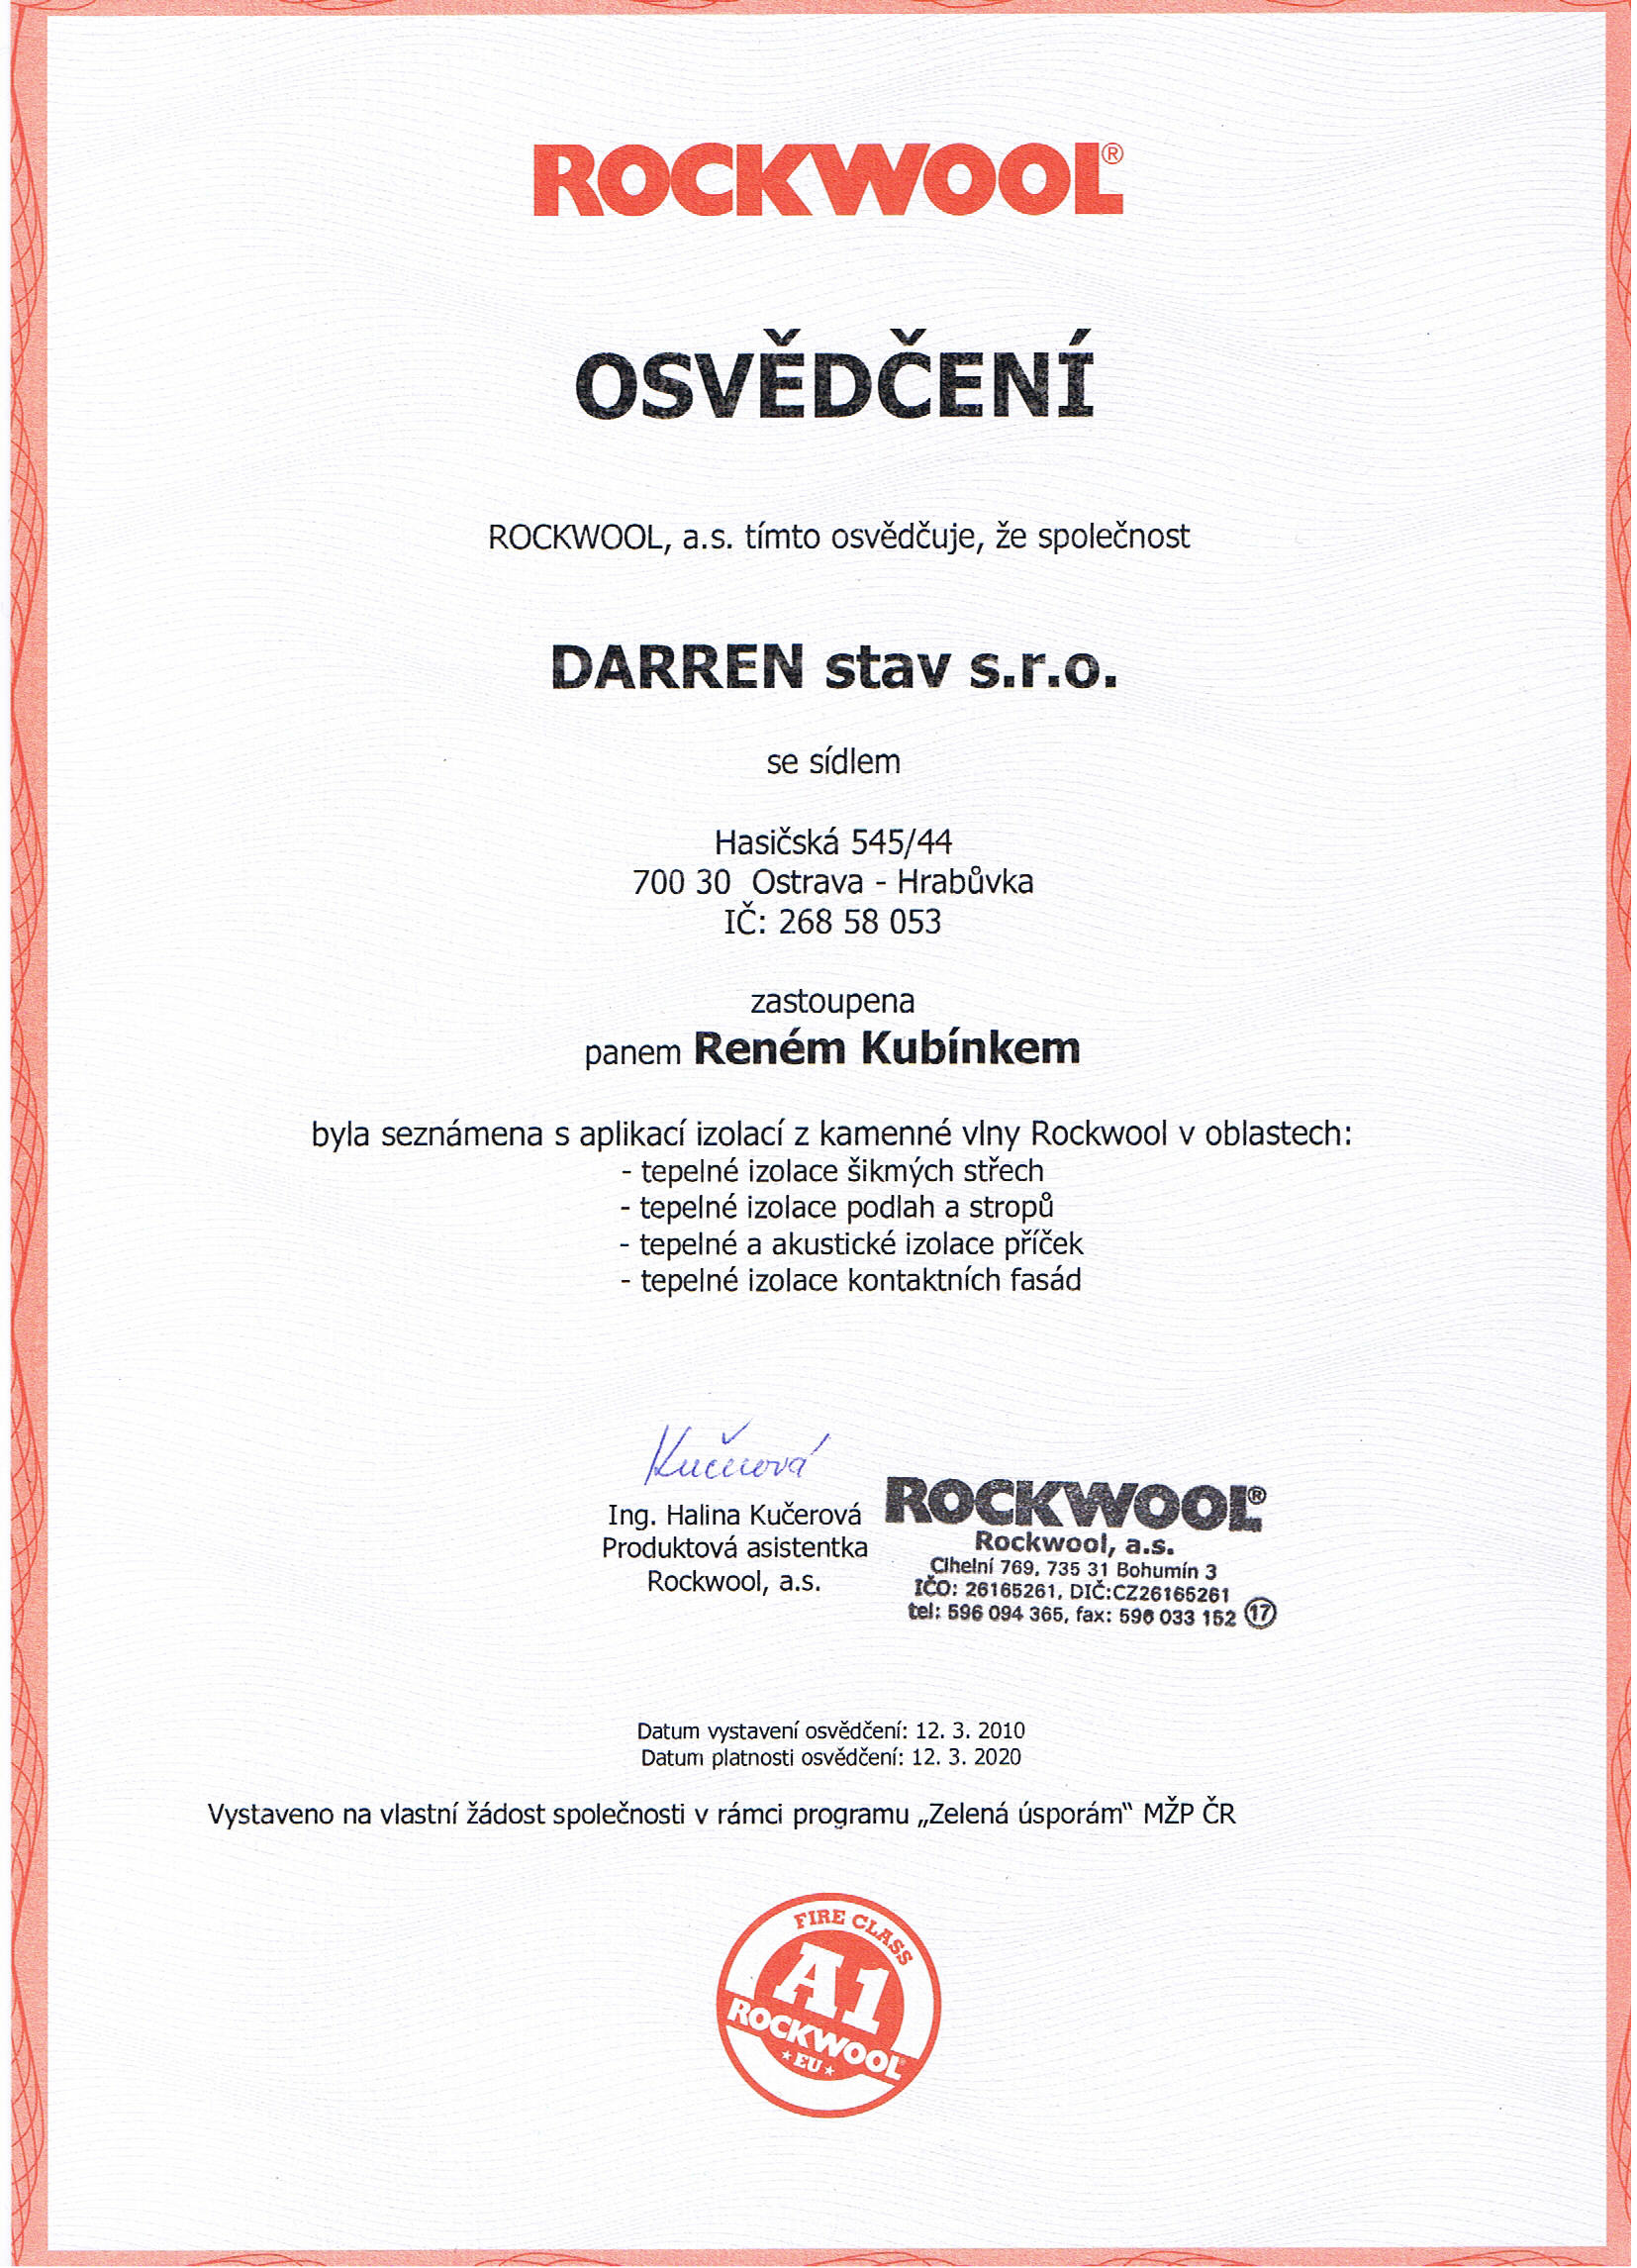 ROCKWOOL®
OSVĚDČENÍ
ROCKWOOL, a.s. tímto osvědčuje, že společnost
DARREN stav s.r.o.
se sídlem
Hasičská 545/44
700 30 Ostrava - Hrabůvka
IČ: 268 58 053
zastoupena
panem Reném Kubínkem
byla seznámena s aplikací izolací z kamenné vlny Rockwool v oblastech:
- tepelné izolace šikmých střech
- tepelné izolace podlah a stropů
- tepelné a akustické izolace příček
- tepelné izolace kontaktních fasád
Kučerová
Ing. Halina Kučerová
Produktová asistentka
Rockwool, a.s.
ROCKWOOL®
Rockwool, a.s.
Cihelní 769, 735 31 Bohumín 3
IČO: 26165261, DIČ:CZ26165261
tel: 596 094 365, fax: 596 033 152 17
Datum vystavení osvědčení: 12. 3. 2010
Datum platnosti osvědčení: 12. 3. 2020
Vystaveno na vlastní žádost společnosti v rámci programu „Zelená úsporám“ MŽP ČR
FIRE CLASS
A1
ROCKWOOL®
★ EU ★